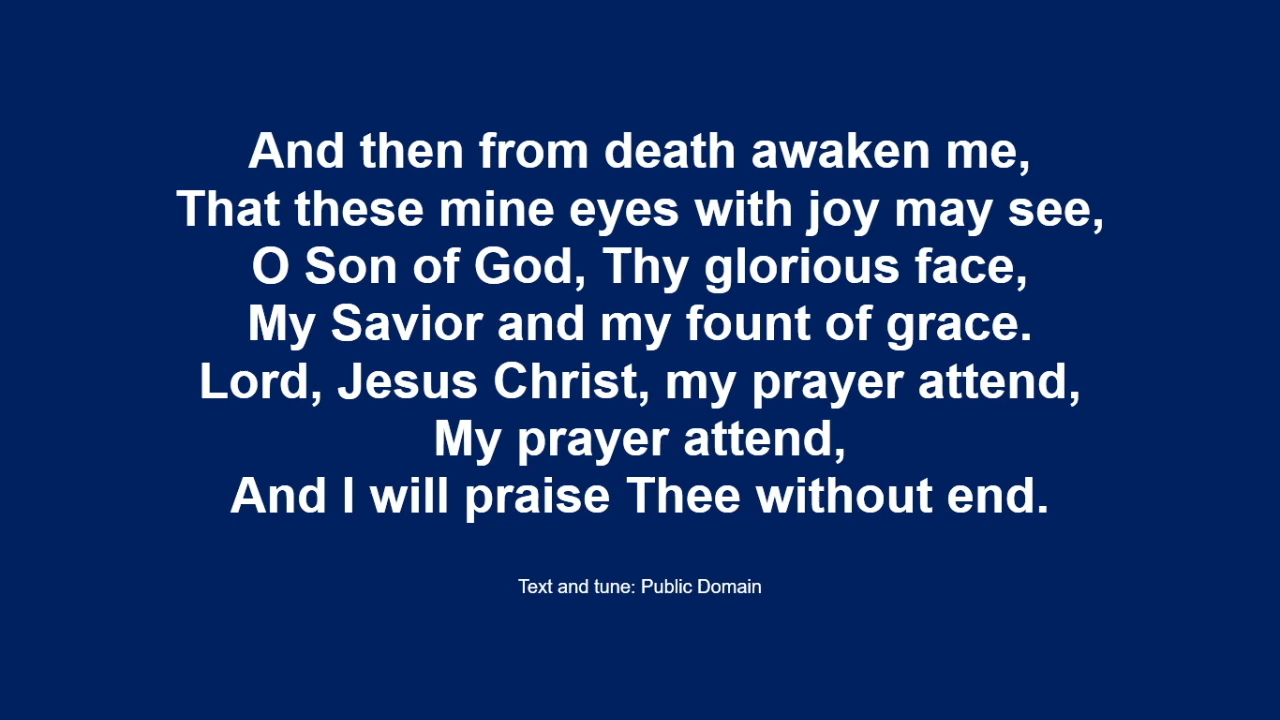 And then from death awaken me,
That these mine eyes with joy may see,
O Son of God, Thy glorious face,
My Savior and my fount of grace.
Lord, Jesus Christ, my prayer attend,
My prayer attend,
And I will praise Thee without end.
Text and tune: Public Domain